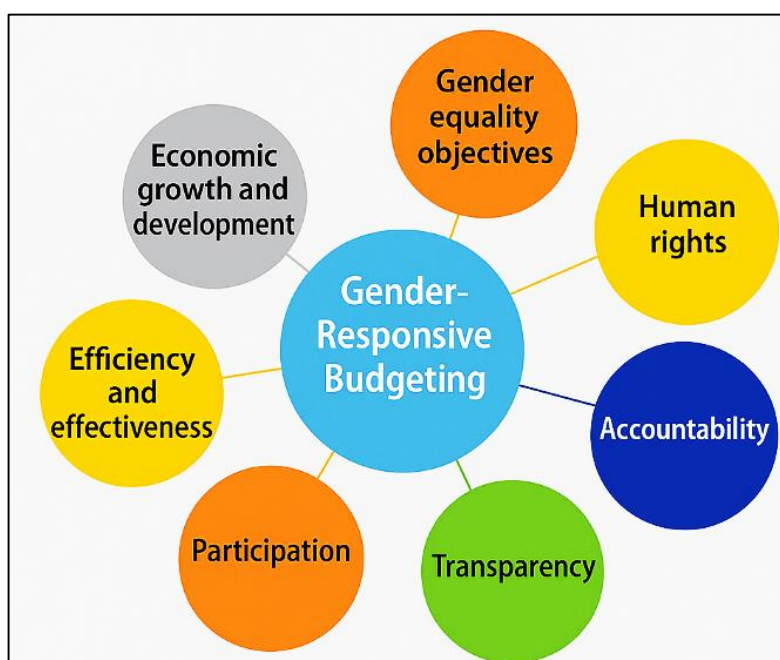 Gender-
Responsive
Budgeting
Gender
equality
objectives
Human
rights
Accountability
Transparency
Participation
Efficiency
and
effectiveness
Economic
growth and
development